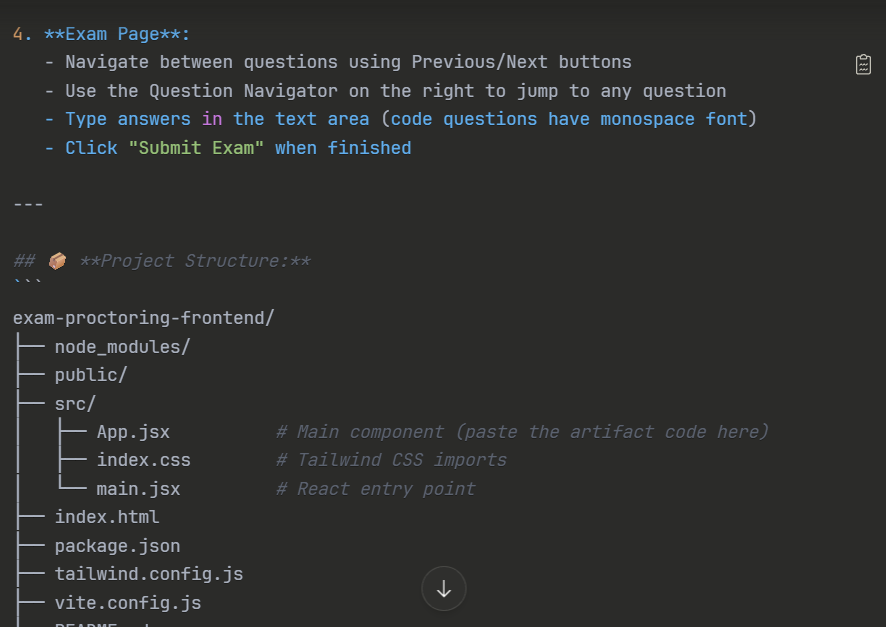 4. **Exam Page**:
   - Navigate between questions using Previous/Next buttons
   - Use the Question Navigator on the right to jump to any question
   - Type answers in the text area (code questions have monospace font)
   - Click "Submit Exam" when finished
---
## 📦 **Project Structure:**
```
exam-proctoring-frontend/
├── node_modules/
├── public/
├── src/
│   ├── App.jsx          # Main component (paste the artifact code here)
│   ├── index.css        # Tailwind CSS imports
│   └── main.jsx         # React entry point
├── index.html
├── package.json
├── tailwind.config.js
├── vite.config.js